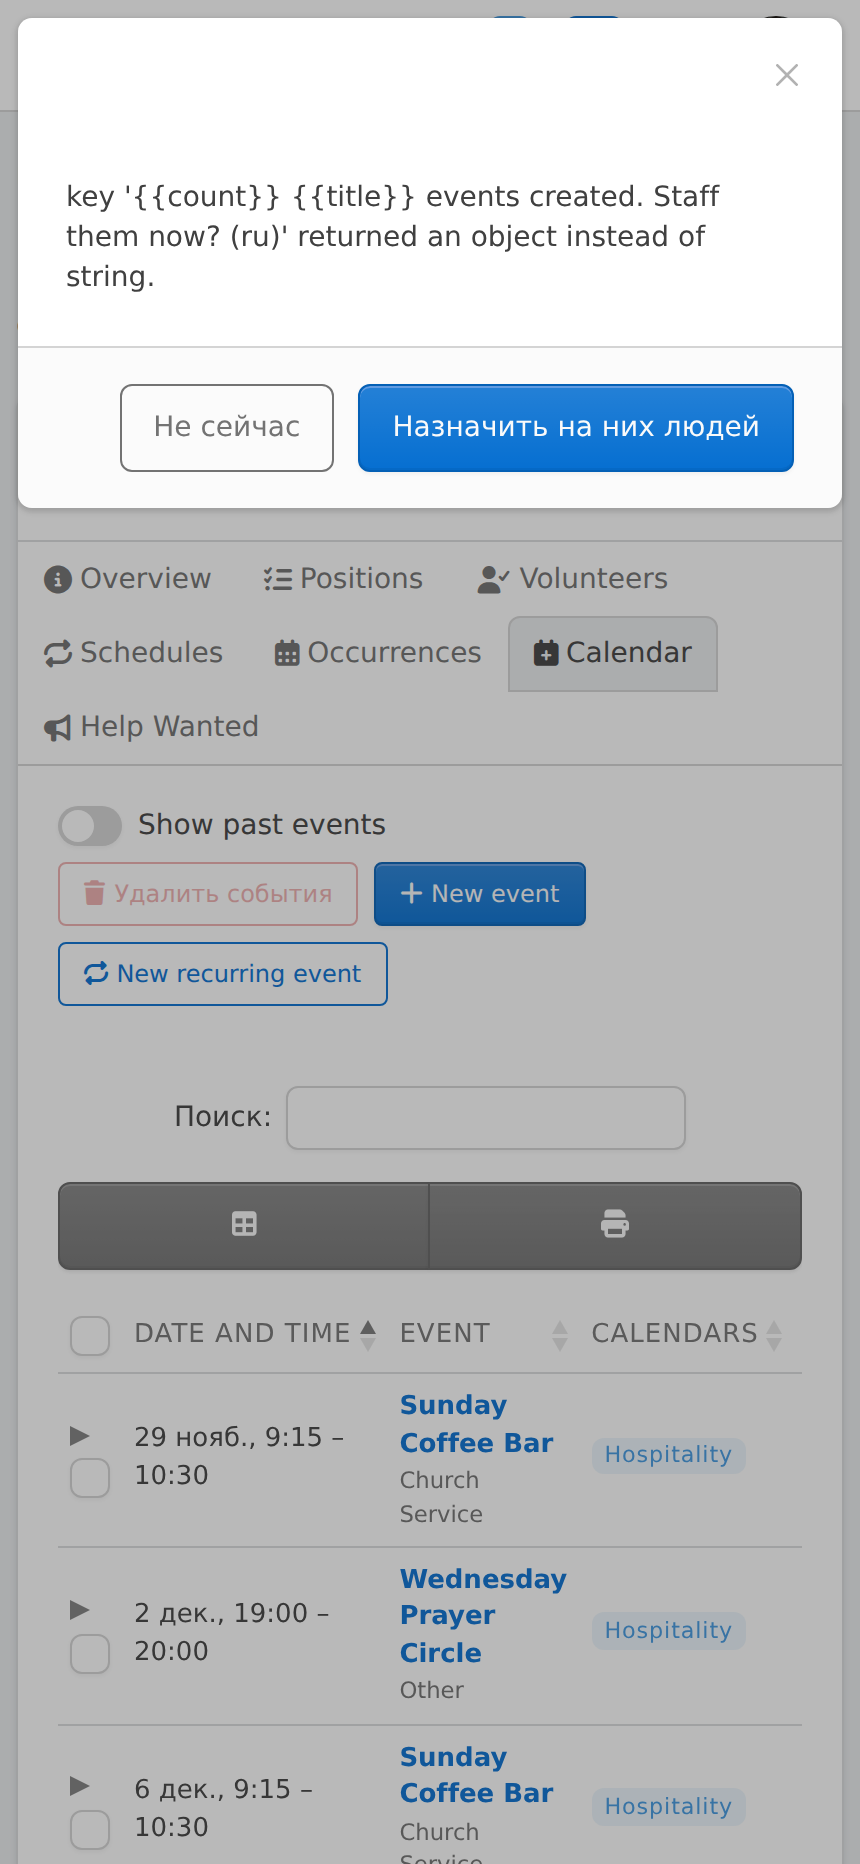 key '{{count}} {{title}} events created. Staff
them now? (ru)' returned an object instead of
string.
Не сейчас
Назначить на них людей
Overview
Positions
Volunteers
Schedules
Occurrences
Calendar
Help Wanted
Show past events
Удалить события
New event
New recurring event
Поиск:
DATE AND TIME
EVENT
CALENDARS
29 нояб., 9:15 –
10:30
Sunday
Coffee Bar
Church
Service
Hospitality
2 дек., 19:00 –
20:00
Wednesday
Prayer
Circle
Other
Hospitality
6 дек., 9:15 –
10:30
Sunday
Coffee Bar
Church
Service
Hospitality